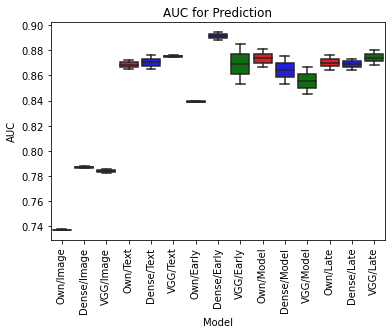 AUC for Prediction
AUC
0.90
0.88
0.86
0.84
0.82
0.80
0.78
0.76
0.74
Own/Image
Dense/Image
VGG/Image
Own/Text
Dense/Text
VGG/Text
Own/Early
Dense/Early
VGG/Early
Own/Model
Dense/Model
VGG/Model
Own/Late
Dense/Late
VGG/Late
Model